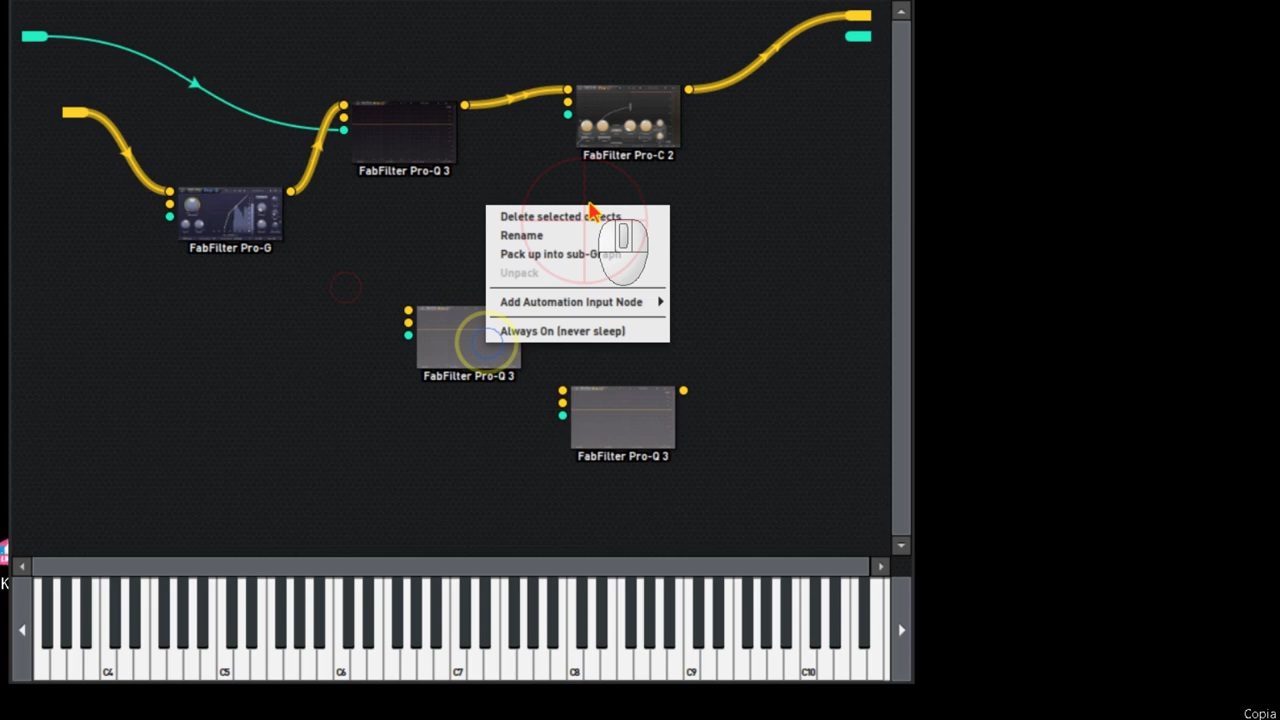 FabFilter Pro-C 2
FabFilter Pro-Q 3
FabFilter Pro-G
Delete selected objects
Rename
Pack up into sub-Graph
Unpack
Add Automation Input Node
Always On (never sleep)
FabFilter Pro-Q 3
FabFilter Pro-Q 3
K
C4 C5 C6 C7 C8 C9 C10
Copia